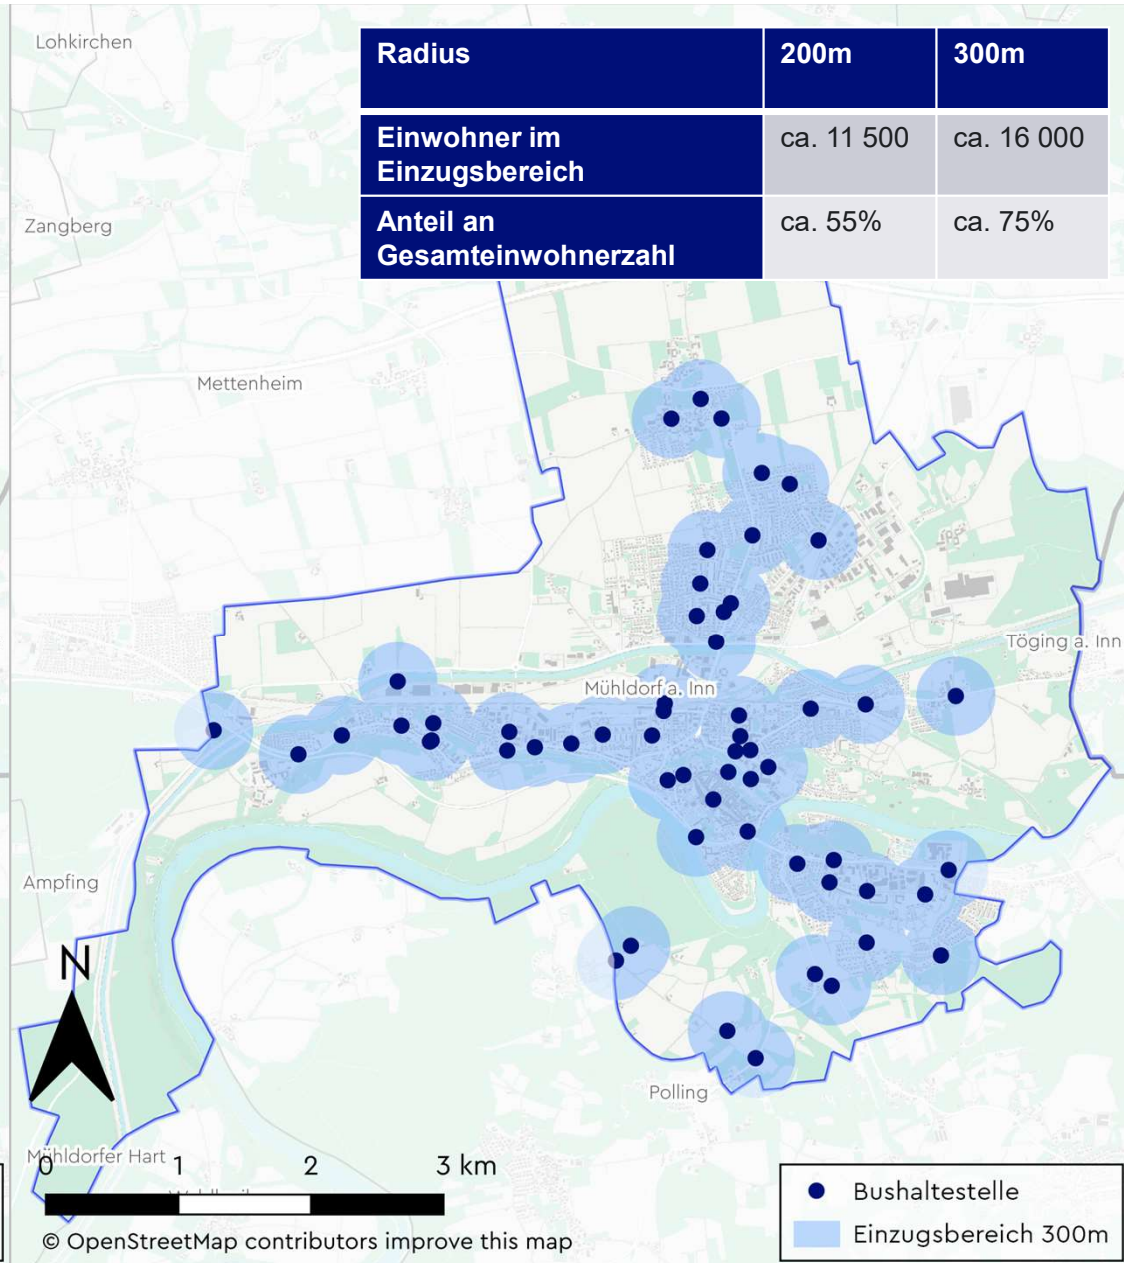 Lohkirchen
Radius 200m 300m
Einwohner im
Einzugsbereich ca. 11 500 ca. 16 000
Anteil an
Gesamteinwohnerzahl ca. 55% ca. 75%
Zangberg
Mettenheim
Töging a. Inn
Mühldorf a. Inn
Ampfing
N
Polling
Mühldorfer Hart
0 1 2 3 km
Bushaltestelle
Einzugsbereich 300m
© OpenStreetMap contributors improve this map